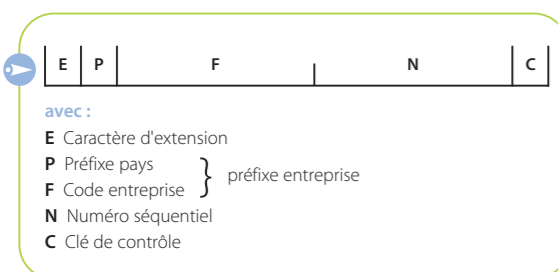 E P F N C
avec :
E Caractère d'extension
P Préfixe pays
F Code entreprise
} préfixe entreprise
N Numéro séquentiel
C Clé de contrôle